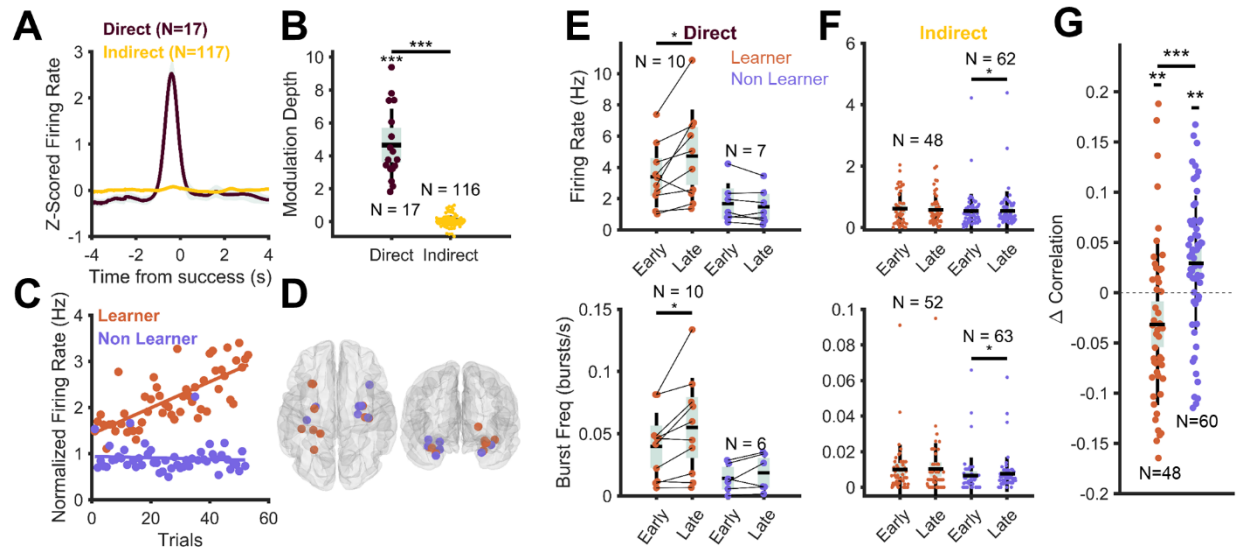 A
Direct (N=17)
Indirect (N=117)
Z-Scored Firing Rate
3
2
1
0
-1
-4
-2
0
2
4
Time from success (s)
B
***
***
Modulation Depth
10
8
6
4
2
0
N = 17
N = 116
Direct
Indirect
C
Learner
Non Learner
Normalized Firing Rate (Hz)
4
3
2
1
0
0
20
40
60
Trials
D
E
Direct
Learner
Non Learner
*
N = 10
N = 7
Firing Rate (Hz)
10
8
6
4
2
0
Early
Late
Early
Late
N = 10
*
N = 6
Burst Freq (bursts/s)
0.15
0.1
0.05
0
Early
Late
Early
Late
F
Indirect
6
4
2
0
N = 62
*
N = 48
Early
Late
Early
Late
0.1
0.08
0.06
0.04
0.02
0
N = 52
N = 63
*
Early
Late
Early
Late
G
***
**
**
Δ Correlation
0.2
0.15
0.1
0.05
0
-0.05
-0.1
-0.15
-0.2
N=48
N=60